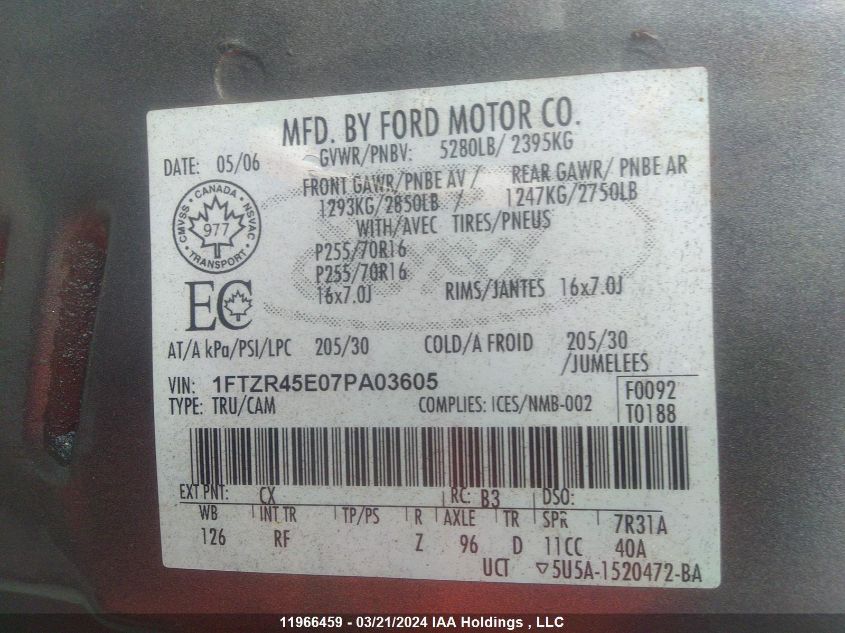 MFD. BY FORD MOTOR CO.
DATE: 05/06 GVWR/PNBV: 5280LB/ 2395KG
FRONT GAWR/PNBE AV / REAR GAWR/ PNBE AR
1293KG/2850LB / 1247KG/2750LB
WITH/AVEC TIRES/PNEUS
CANADA
CMVSS NSVAC
977
TRANSPORT
P255/70R16
P255/70R16
16x7.0J RIMS/JANTES 16x7.0J
EC
AT/A kPa/PSI/LPC 205/30 COLD/A FROID 205/30
/JUMELEES
VIN: 1FTZR45E07PA03605 F0092
TYPE: TRU/CAM COMPLIES: ICES/NMB-002 T0188
EXT PNT: CX RC: B3 DSO:
WB INT TR TP/PS R AXLE TR SPR 7R31A
126 RF Z 96 D 11CC 40A
UCT ▽5U5A-1520472-BA
11966459 - 03/21/2024 IAA Holdings , LLC